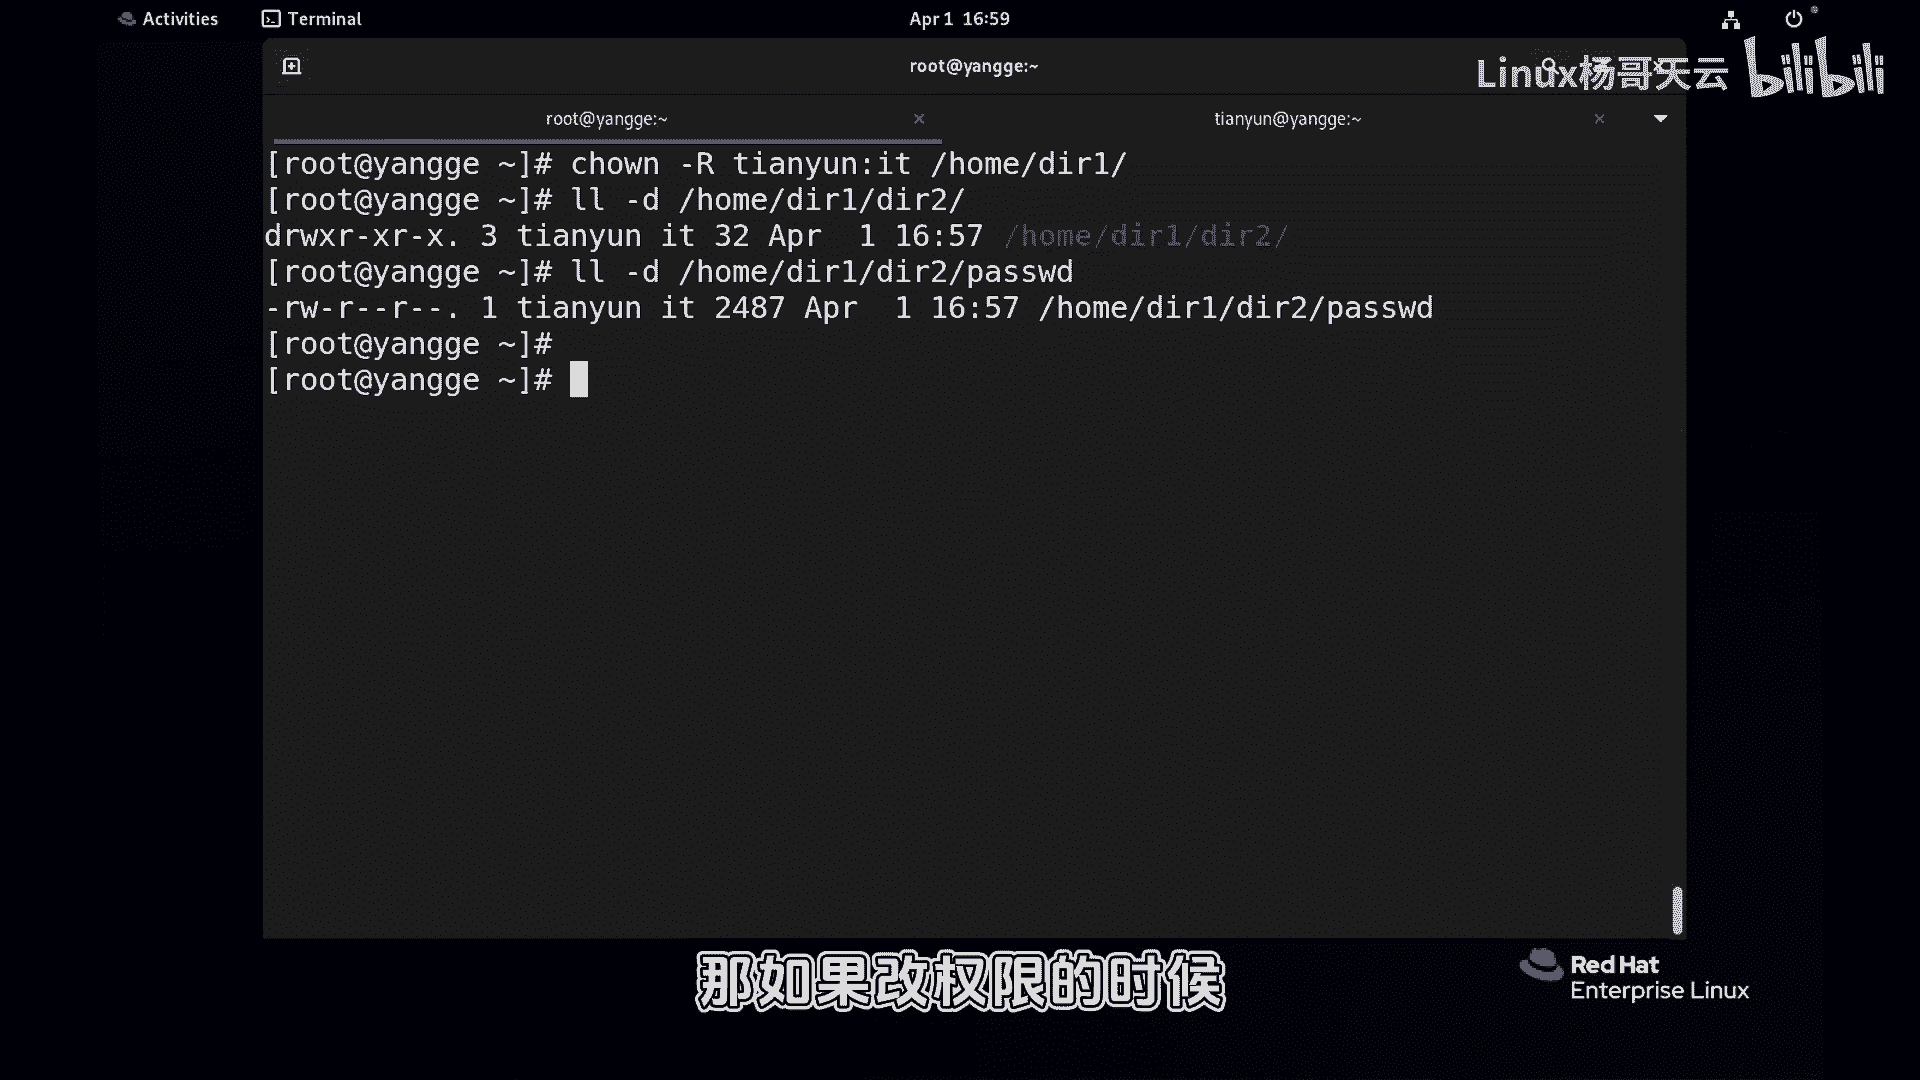 Activities Terminal Apr 1 16:59
root@yangge:~
Linux杨哥天云 bilibili
root@yangge:~ tianyun@yangge:~
[root@yangge ~]# chown -R tianyun:it /home/dir1/
[root@yangge ~]# ll -d /home/dir1/dir2/
drwxr-xr-x. 3 tianyun it 32 Apr  1 16:57 /home/dir1/dir2/
[root@yangge ~]# ll -d /home/dir1/dir2/passwd
-rw-r--r--. 1 tianyun it 2487 Apr  1 16:57 /home/dir1/dir2/passwd
[root@yangge ~]#
[root@yangge ~]#
那如果改权限的时候
Red Hat
Enterprise Linux